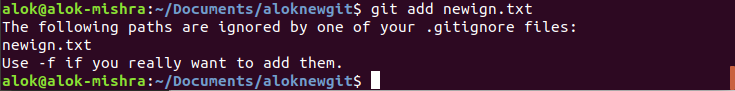 alok@alok-mishra:~/Documents/aloknewgit$ git add newign.txt
The following paths are ignored by one of your .gitignore files:
newign.txt
Use -f if you really want to add them.
alok@alok-mishra:~/Documents/aloknewgit$